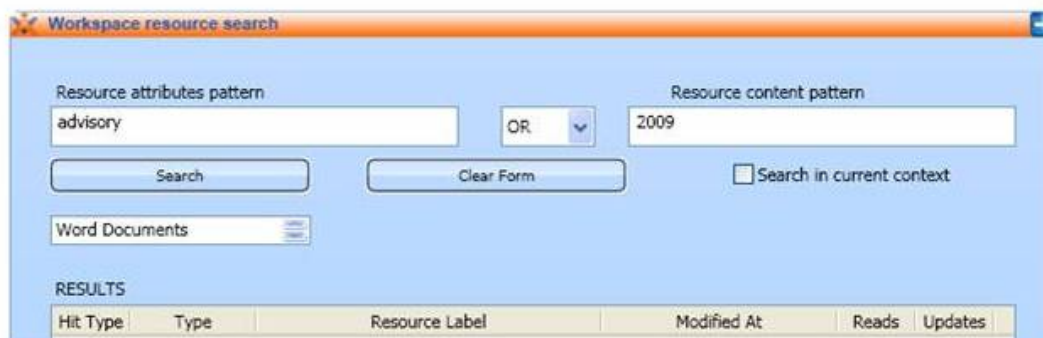 Workspace resource search
Resource attributes pattern Resource content pattern
advisory OR 2009
Search Clear Form Search in current context
Word Documents
RESULTS
Hit Type Type Resource Label Modified At Reads Updates